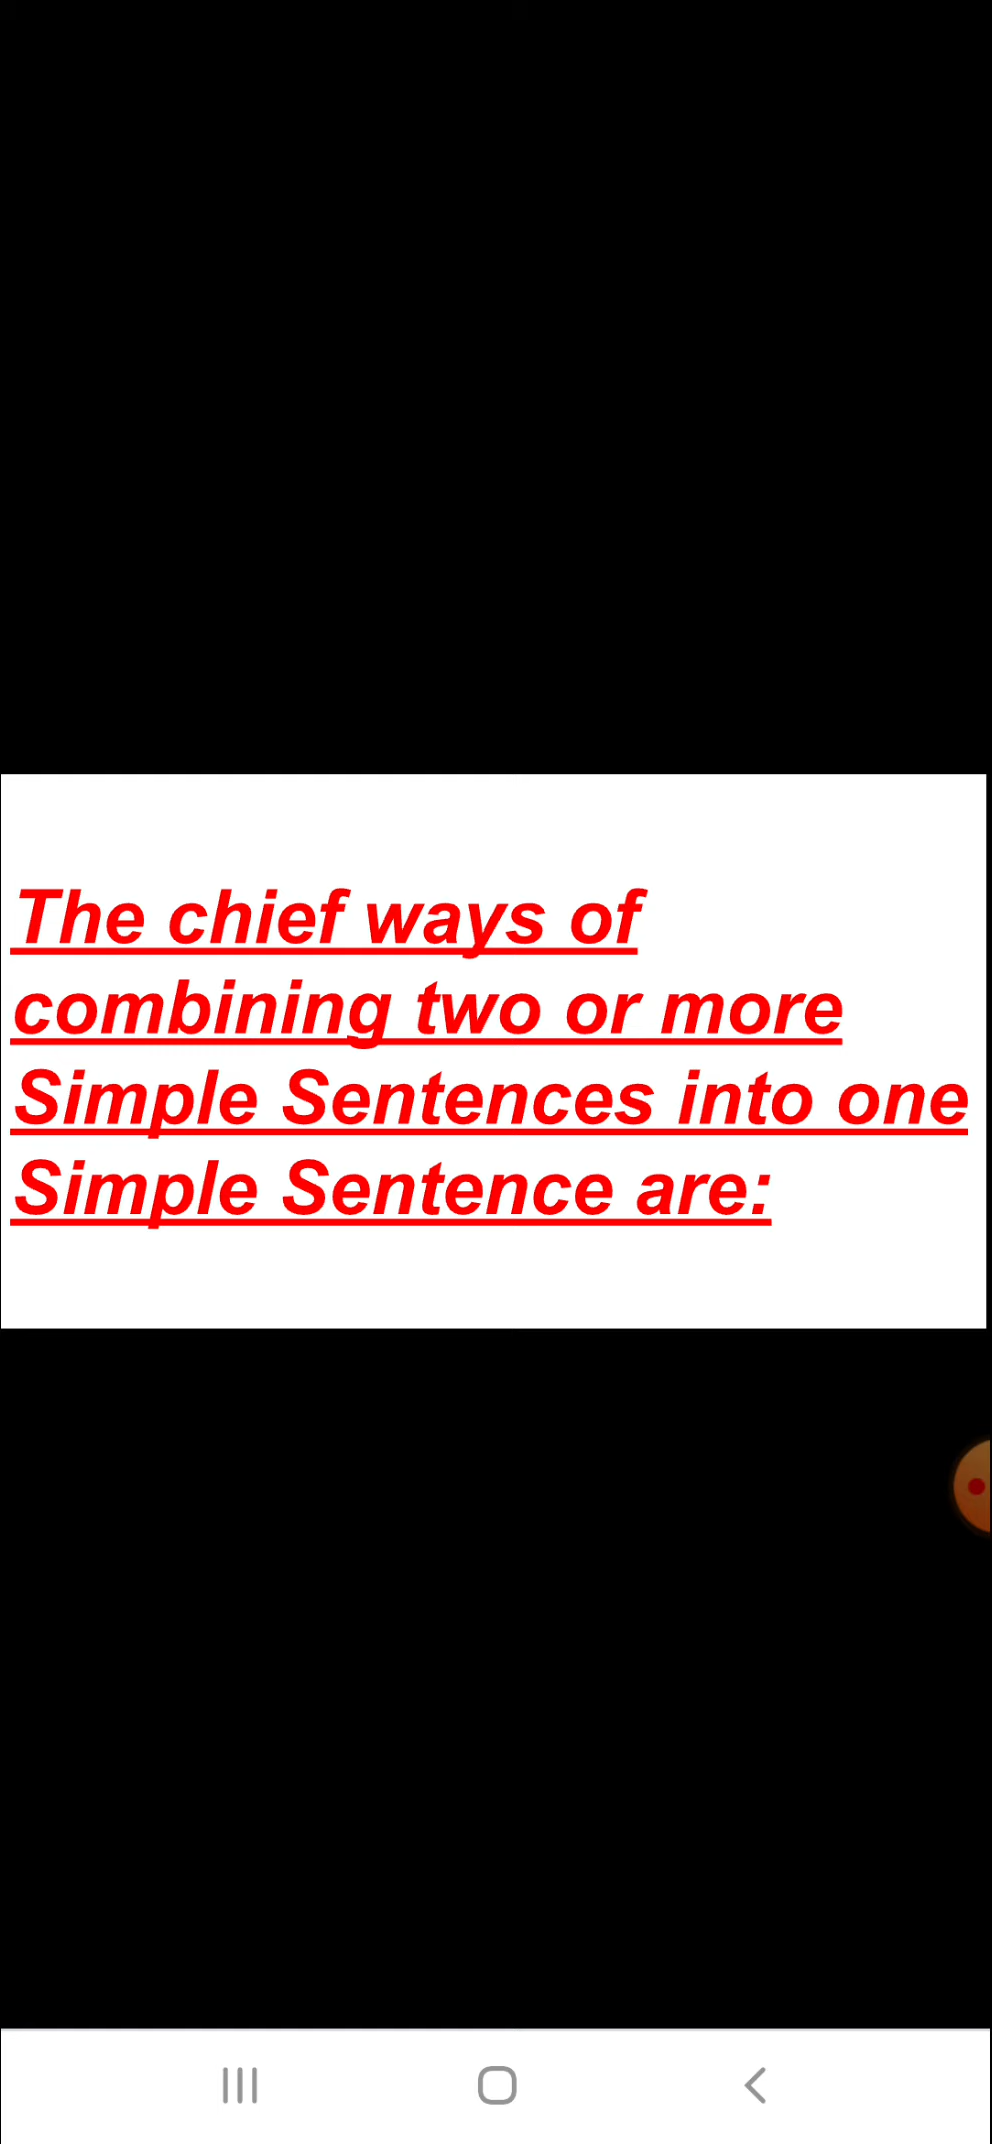 The chief ways of
combining two or more
Simple Sentences into one
Simple Sentence are: